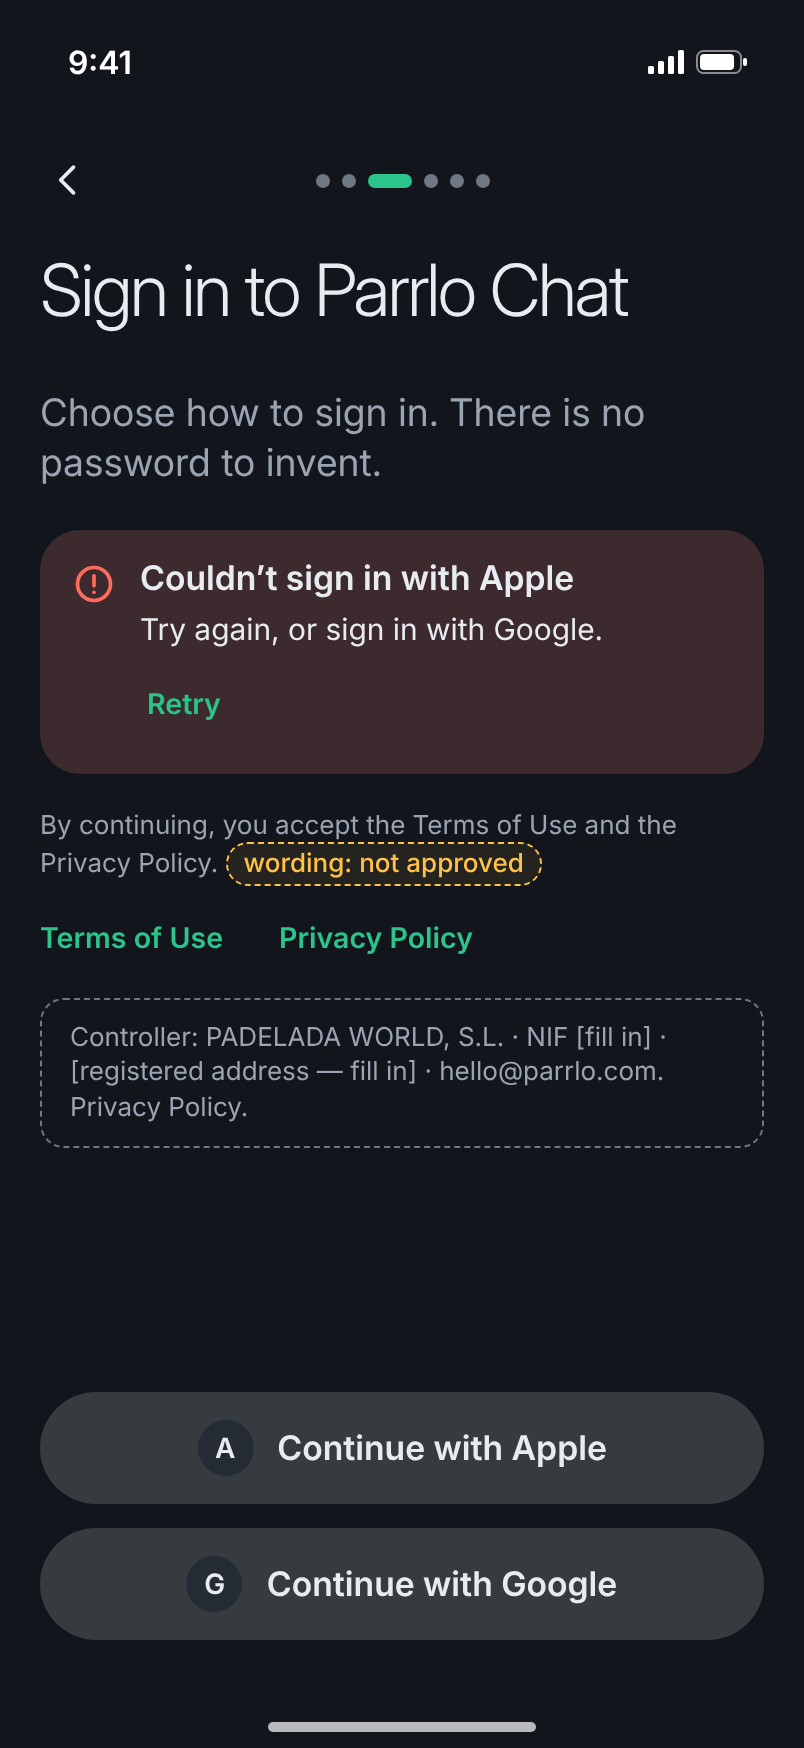 9:41
Sign in to Parrlo Chat
Choose how to sign in. There is no
password to invent.
Couldn’t sign in with Apple
Try again, or sign in with Google.
Retry
By continuing, you accept the Terms of Use and the
Privacy Policy. wording: not approved
Terms of Use Privacy Policy
Controller: PADELADA WORLD, S.L. · NIF [fill in] ·
[registered address — fill in] · hello@parrlo.com.
Privacy Policy.
A Continue with Apple
G Continue with Google